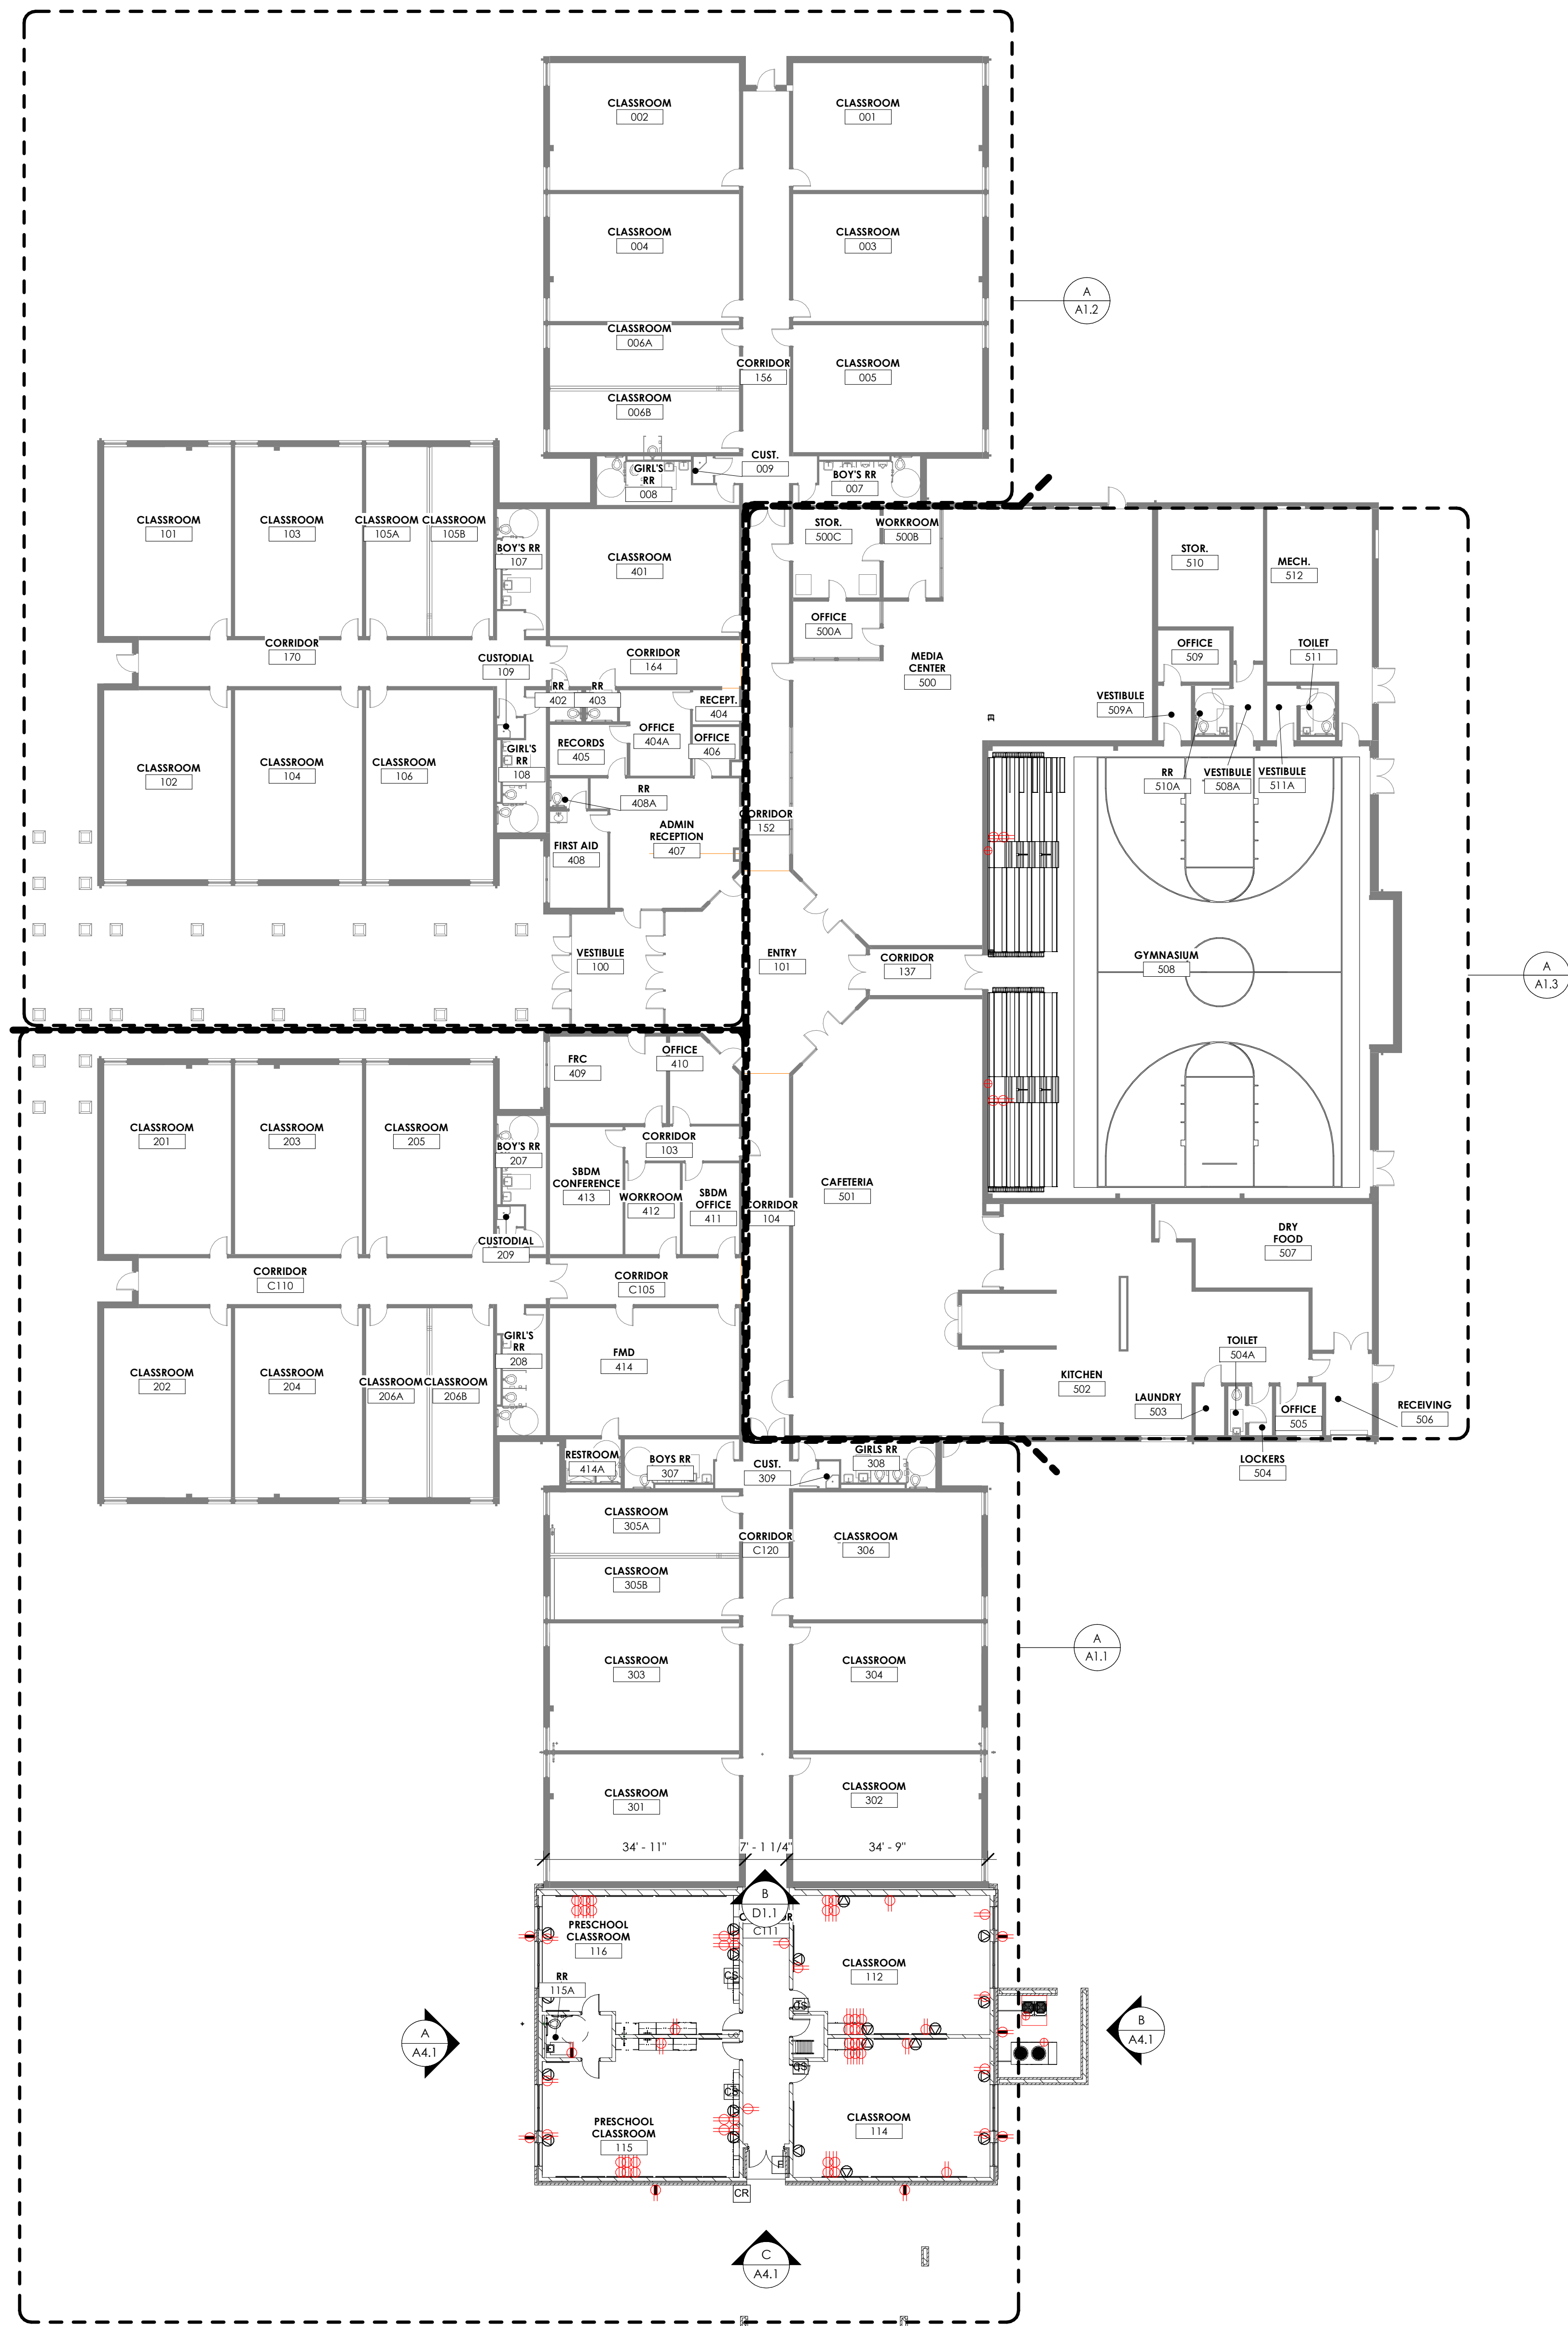 CLASSROOM
002
CLASSROOM
001
CLASSROOM
004
CLASSROOM
003
A
A1.2
CLASSROOM
006A
CORRIDOR
156
CLASSROOM
005
CLASSROOM
006B
GIRL'S
RR
008
CUST.
009
BOY'S RR
007
CLASSROOM
101
CLASSROOM
103
CLASSROOM
105A
CLASSROOM
105B
BOY'S RR
107
CLASSROOM
401
STOR.
500C
WORKROOM
500B
STOR.
510
MECH.
512
OFFICE
500A
CORRIDOR
170
CUSTODIAL
109
CORRIDOR
164
MEDIA
CENTER
500
OFFICE
509
TOILET
511
RR
402
RR
403
RECEPT.
404
VESTIBULE
509A
RECORDS
405
OFFICE
404A
OFFICE
406
CLASSROOM
102
CLASSROOM
104
CLASSROOM
106
GIRL'S
RR
108
RR
408A
RR
510A
VESTIBULE
508A
VESTIBULE
511A
FIRST AID
408
ADMIN
RECEPTION
407
CORRIDOR
152
VESTIBULE
100
ENTRY
101
CORRIDOR
137
GYMNASIUM
508
A
A1.3
FRC
409
OFFICE
410
CLASSROOM
201
CLASSROOM
203
CLASSROOM
205
BOY'S RR
207
CORRIDOR
103
SBDM
CONFERENCE
413
WORKROOM
412
SBDM
OFFICE
411
CORRIDOR
104
CAFETERIA
501
CUSTODIAL
209
DRY
FOOD
507
CORRIDOR
C110
CORRIDOR
C105
CLASSROOM
202
CLASSROOM
204
CLASSROOM
206A
CLASSROOM
206B
GIRL'S
RR
208
FMD
414
KITCHEN
502
TOILET
504A
LAUNDRY
503
OFFICE
505
RECEIVING
506
LOCKERS
504
RESTROOM
414A
BOYS RR
307
CUST.
309
GIRLS RR
308
CLASSROOM
305A
CORRIDOR
C120
CLASSROOM
306
CLASSROOM
305B
CLASSROOM
303
CLASSROOM
304
A
A1.1
CLASSROOM
301
CLASSROOM
302
34' - 11"
7' - 1 1/4"
34' - 9"
B
D1.1
C111
PRESCHOOL
CLASSROOM
116
CLASSROOM
112
RR
115A
CS
CS
A
A4.1
B
A4.1
CS
CS
PRESCHOOL
CLASSROOM
115
CLASSROOM
114
CR
C
A4.1